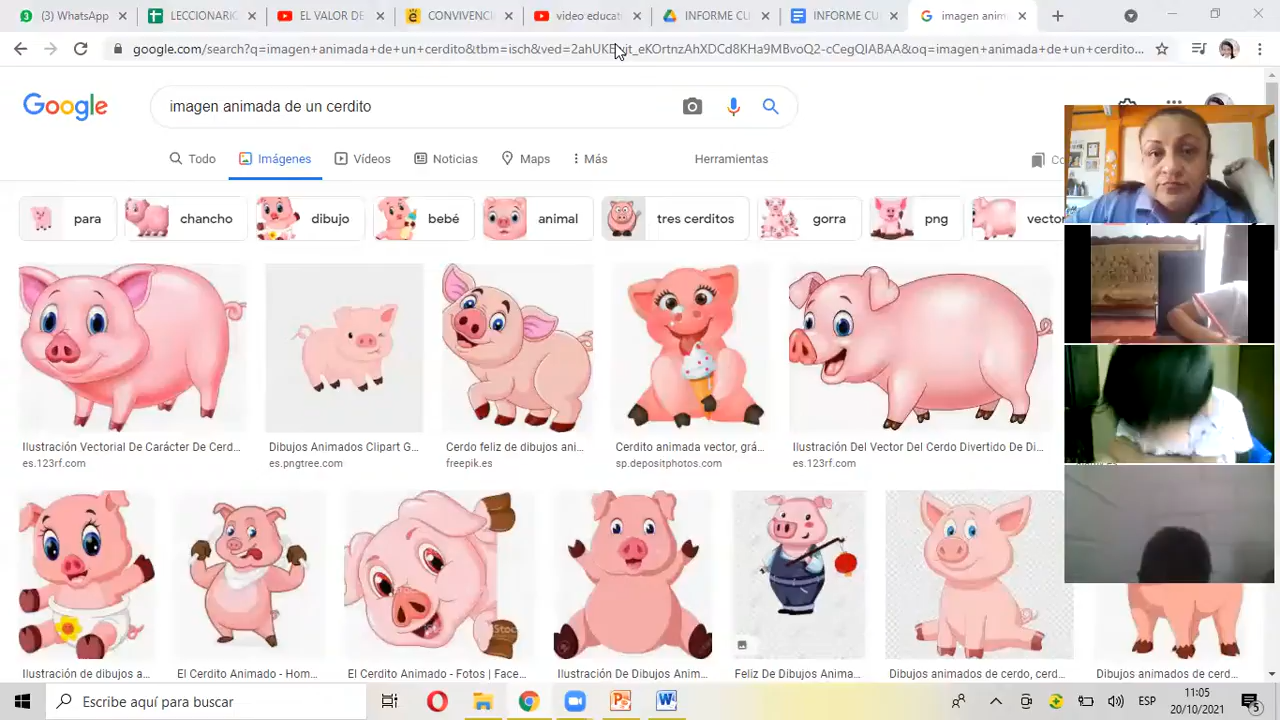 (3) WhatsApp
LECCIONARI
EL VALOR DE
CONVIVENCI
video educat
INFORME CU
INFORME CU
imagen anim
google.com/search?q=imagen+animada+de+un+cerdito&tbm=isch&ved=2ahUKEwjt_eKOrtnzAhXDCd8KHa9MBvoQ2-cCegQIABAA&oq=imagen+animada+de+un+cerdito...
Google
imagen animada de un cerdito
Todo
Imágenes
Vídeos
Noticias
Maps
Más
Herramientas
para
chancho
dibujo
bebé
animal
tres cerditos
gorra
png
vector
Ilustración Vectorial De Carácter De Cerd...
Dibujos Animados Clipart G...
Cerdo feliz de dibujos ani...
Cerdito animada vector, grá...
Ilustración Del Vector Del Cerdo Divertido De Di...
es.123rf.com
es.pngtree.com
freepik.es
sp.depositphotos.com
es.123rf.com
Ilustración de dibujos a...
El Cerdito Animado - Hom...
El Cerdito Animado - Fotos | Face...
Ilustración De Dibujos Anim...
Feliz De Dibujos Animado...
Dibujos animados de cerdo, cerd...
Dibujos animados de cerdo...
Escribe aquí para buscar
ESP
11:05
20/10/2021
5